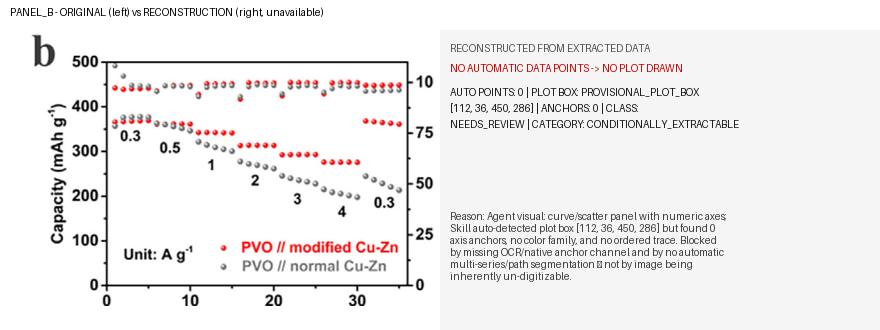 PANEL_B - ORIGINAL (left) vs RECONSTRUCTION (right, unavailable)
b
500
400
300
200
100
0
Capacity (mAh g⁻¹)
0.3
0.5
1
2
3
4
0.3
Unit: A g⁻¹
PVO // modified Cu-Zn
PVO // normal Cu-Zn
10
75
50
25
0
0
10
20
30
RECONSTRUCTED FROM EXTRACTED DATA
NO AUTOMATIC DATA POINTS -> NO PLOT DRAWN
AUTO POINTS: 0 | PLOT BOX: PROVISIONAL_PLOT_BOX
[112, 36, 450, 286] | ANCHORS: 0 | CLASS:
NEEDS_REVIEW | CATEGORY: CONDITIONALLY_EXTRACTABLE
Reason: Agent visual: curve/scatter panel with numeric axes;
Skill auto-detected plot box [112, 36, 450, 286] but found 0
axis anchors, no color family, and no ordered trace. Blocked
by missing OCR/native anchor channel and by no automatic
multi-series/path segmentation not by image being
inherently un-digitizable.